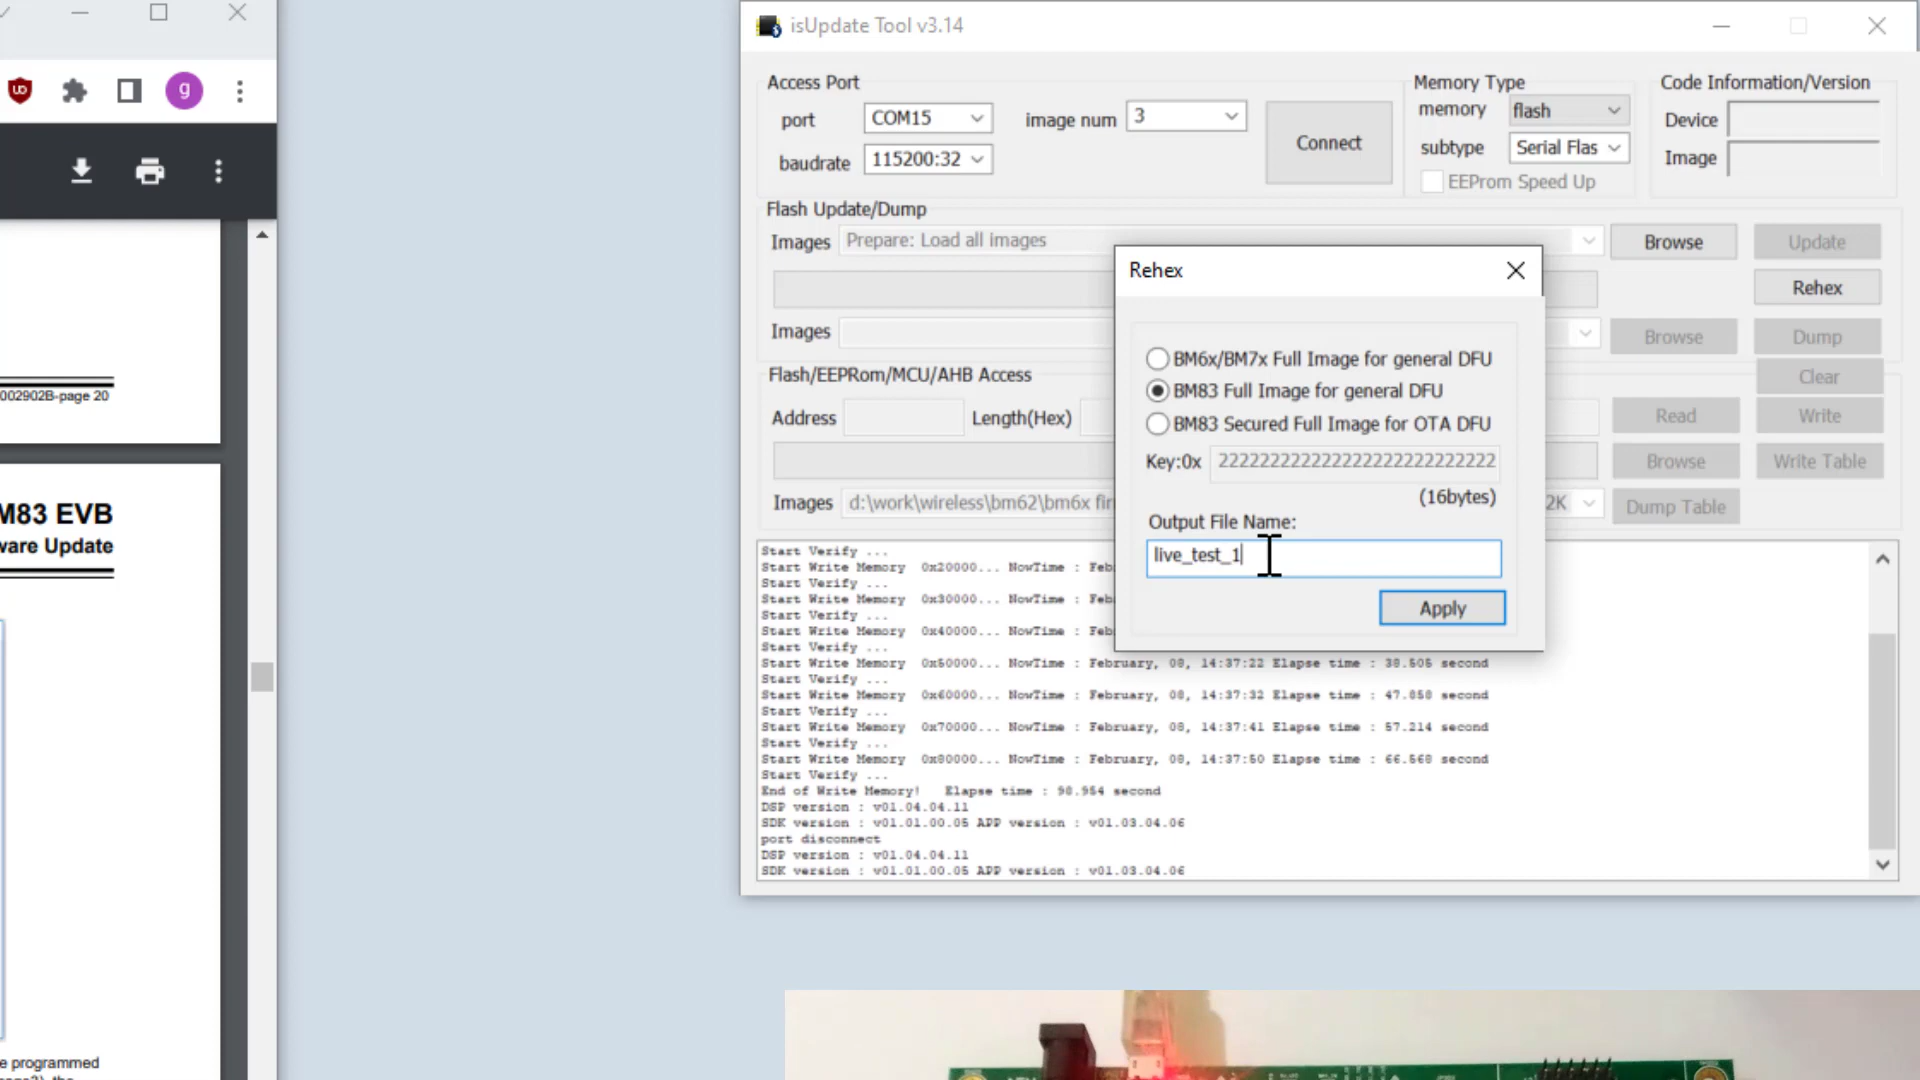 g
002902B-page 20
M83 EVB
ware Update
e programmed
isUpdate Tool v3.14
Access Port
port
COM15
image num
3
Connect
baudrate
115200:32
Memory Type
memory
flash
subtype
Serial Flas
EEProm Speed Up
Code Information/Version
Device
Image
Flash Update/Dump
Images
Prepare: Load all images
Browse
Update
Rehex
Images
Browse
Dump
Flash/EEPRom/MCU/AHB Access
Clear
Address
Length(Hex)
Read
Write
Browse
Write Table
Images
d:\work\wireless\bm62\bm6x fir
2K
Dump Table
Rehex
BM6x/BM7x Full Image for general DFU
BM83 Full Image for general DFU
BM83 Secured Full Image for OTA DFU
Key:0x
(16bytes)
Output File Name:
live_test_1
Apply
Start Verify ...
Start Write Memory 0x20000... NowTime : Feb
Start Verify ...
Start Write Memory 0x30000... NowTime : Feb
Start Verify ...
Start Write Memory 0x40000... NowTime : Feb
Start Verify ...
Start Write Memory 0x50000... NowTime : February, 08, 14:37:22 Elapse time : 38.505 second
Start Verify ...
Start Write Memory 0x60000... NowTime : February, 08, 14:37:32 Elapse time : 47.858 second
Start Verify ...
Start Write Memory 0x70000... NowTime : February, 08, 14:37:41 Elapse time : 57.214 second
Start Verify ...
Start Write Memory 0x80000... NowTime : February, 08, 14:37:50 Elapse time : 66.568 second
Start Verify ...
End of Write Memory! Elapse time : 98.954 second
DSP version : v01.04.04.11
SDK version : v01.01.00.05 APP version : v01.03.04.06
port disconnect
DSP version : v01.04.04.11
SDK version : v01.01.00.05 APP version : v01.03.04.06